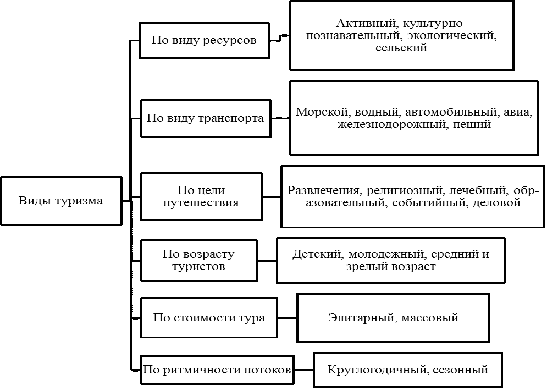 Виды туризма
По виду ресурсов
Активный, культурно
познавательный, экологический,
сельский
По виду транспорта
Морской, водный, автомобильный, авиа,
железнодорожный, пеший
По цели
путешествия
Развлечения, религиозный, лечебный, обр-
азовательный, событийный, деловой
По возрасту
туристов
Детский, молодежный, средний и
зрелый возраст
По стоимости тура
Элитарный, массовый
По ритмичности потоков
Круглогодичный, сезонный